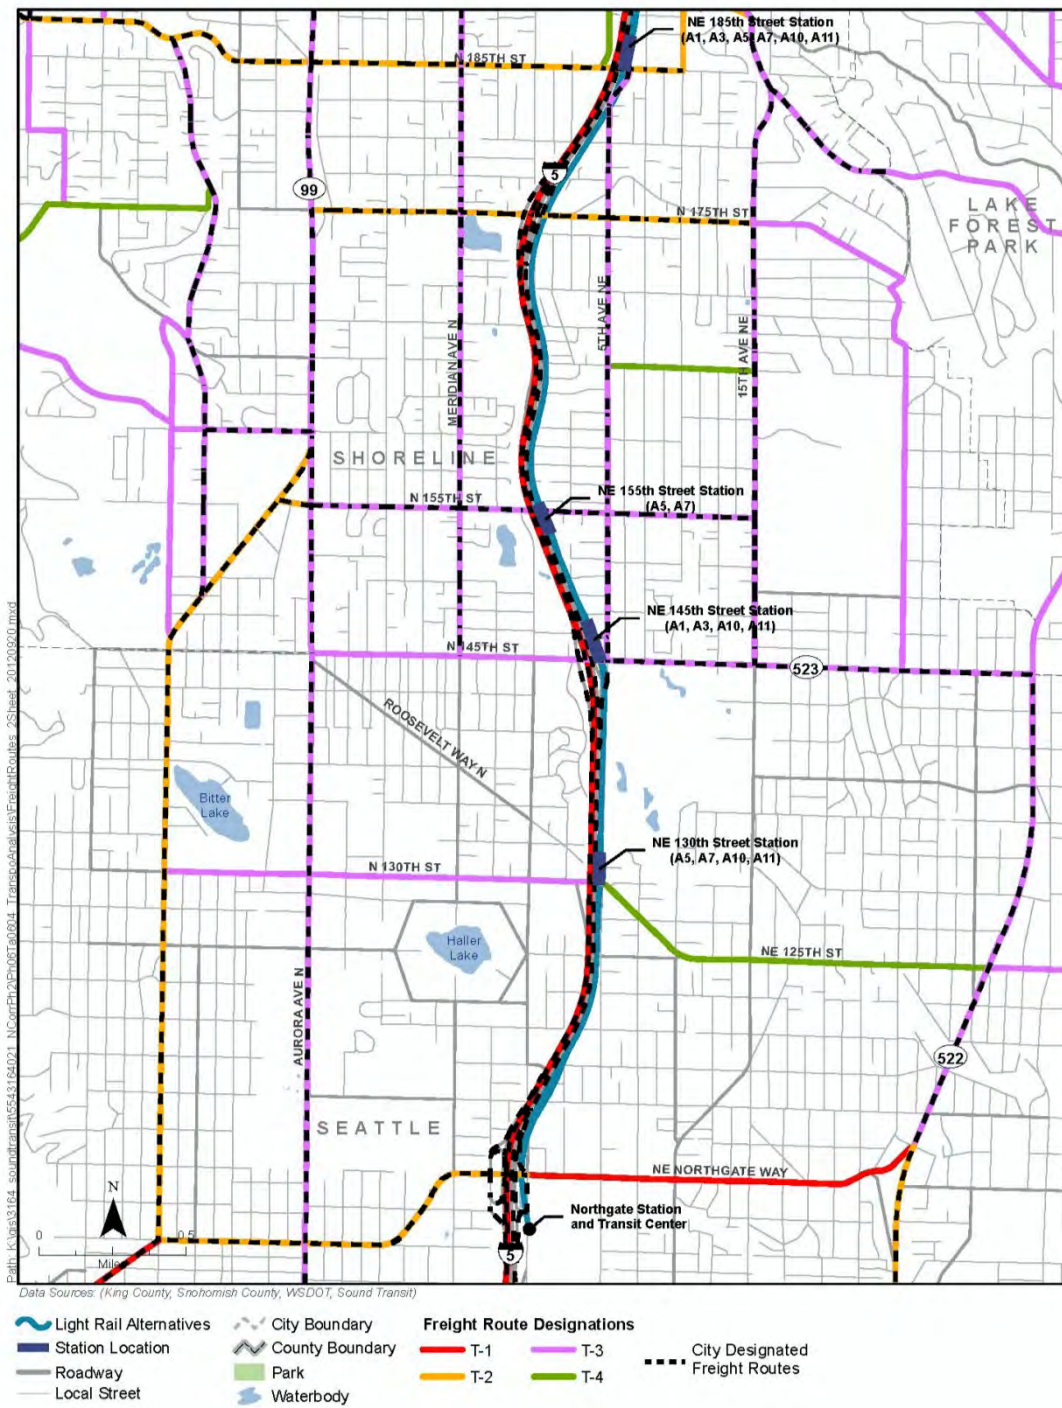 NE 185th Street Station
(A1, A3, A5, A7, A10, A11)
N 185TH ST
5
99
N 175TH ST
LAKE
FOREST
PARK
MERIDIAN AVE N
5TH AVE NE
15TH AVE NE
SHORELINE
N 155TH ST
NE 155th Street Station
(A5, A7)
NE 145th Street Station
(A1, A3, A10, A11)
N 145TH ST
523
ROOSEVELT WAY N
Bitter
Lake
NE 130th Street Station
(A5, A7, A10, A11)
N 130TH ST
Haller
Lake
NE 125TH ST
AURORA AVE N
522
SEATTLE
NE NORTHGATE WAY
N
Northgate Station
and Transit Center
0 0.5
Miles
5
Data Sources: (King County, Snohomish County, WSDOT, Sound Transit)
Light Rail Alternatives
Station Location
Roadway
Local Street
City Boundary
County Boundary
Park
Waterbody
Freight Route Designations
T-1
T-2
T-3
T-4
City Designated
Freight Routes